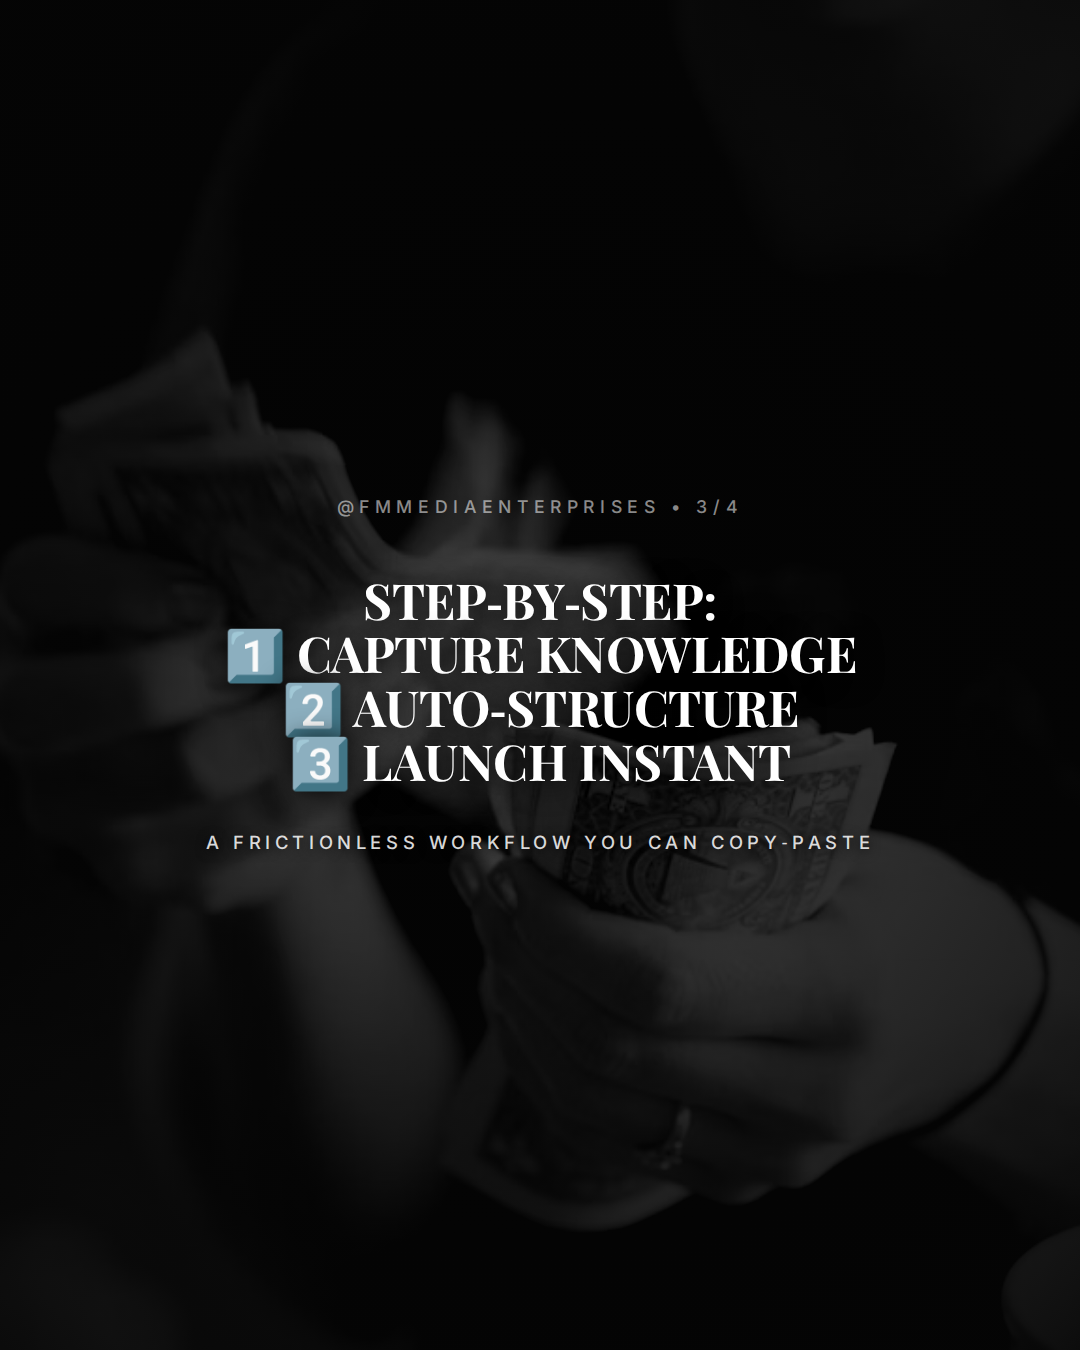 @FMMEDIAENTERPRISES • 3/4
STEP-BY-STEP:
1️⃣ CAPTURE KNOWLEDGE
2️⃣ AUTO-STRUCTURE
3️⃣ LAUNCH INSTANT
A FRICTIONLESS WORKFLOW YOU CAN COPY-PASTE